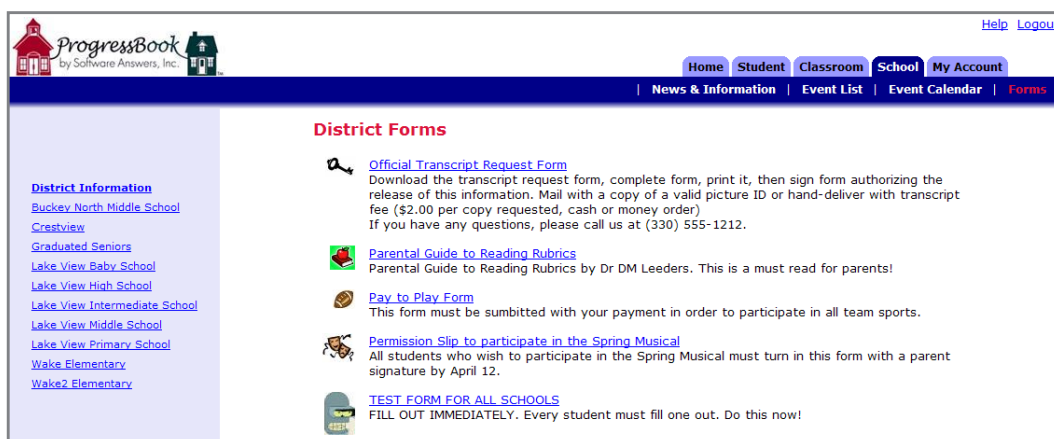 Help Logou
ProgressBook
by Software Answers, Inc.
Home Student Classroom School My Account
| News & Information | Event List | Event Calendar | Forms
District Information
Buckey North Middle School
Crestview
Graduated Seniors
Lake View Baby School
Lake View High School
Lake View Intermediate School
Lake View Middle School
Lake View Primary School
Wake Elementary
Wake2 Elementary
District Forms
Official Transcript Request Form
Download the transcript request form, complete form, print it, then sign form authorizing the
release of this information. Mail with a copy of a valid picture ID or hand-deliver with transcript
fee ($2.00 per copy requested, cash or money order)
If you have any questions, please call us at (330) 555-1212.
Parental Guide to Reading Rubrics
Parental Guide to Reading Rubrics by Dr DM Leeders. This is a must read for parents!
Pay to Play Form
This form must be sumbitted with your payment in order to participate in all team sports.
Permission Slip to participate in the Spring Musical
All students who wish to participate in the Spring Musical must turn in this form with a parent
signature by April 12.
TEST FORM FOR ALL SCHOOLS
FILL OUT IMMEDIATELY. Every student must fill one out. Do this now!